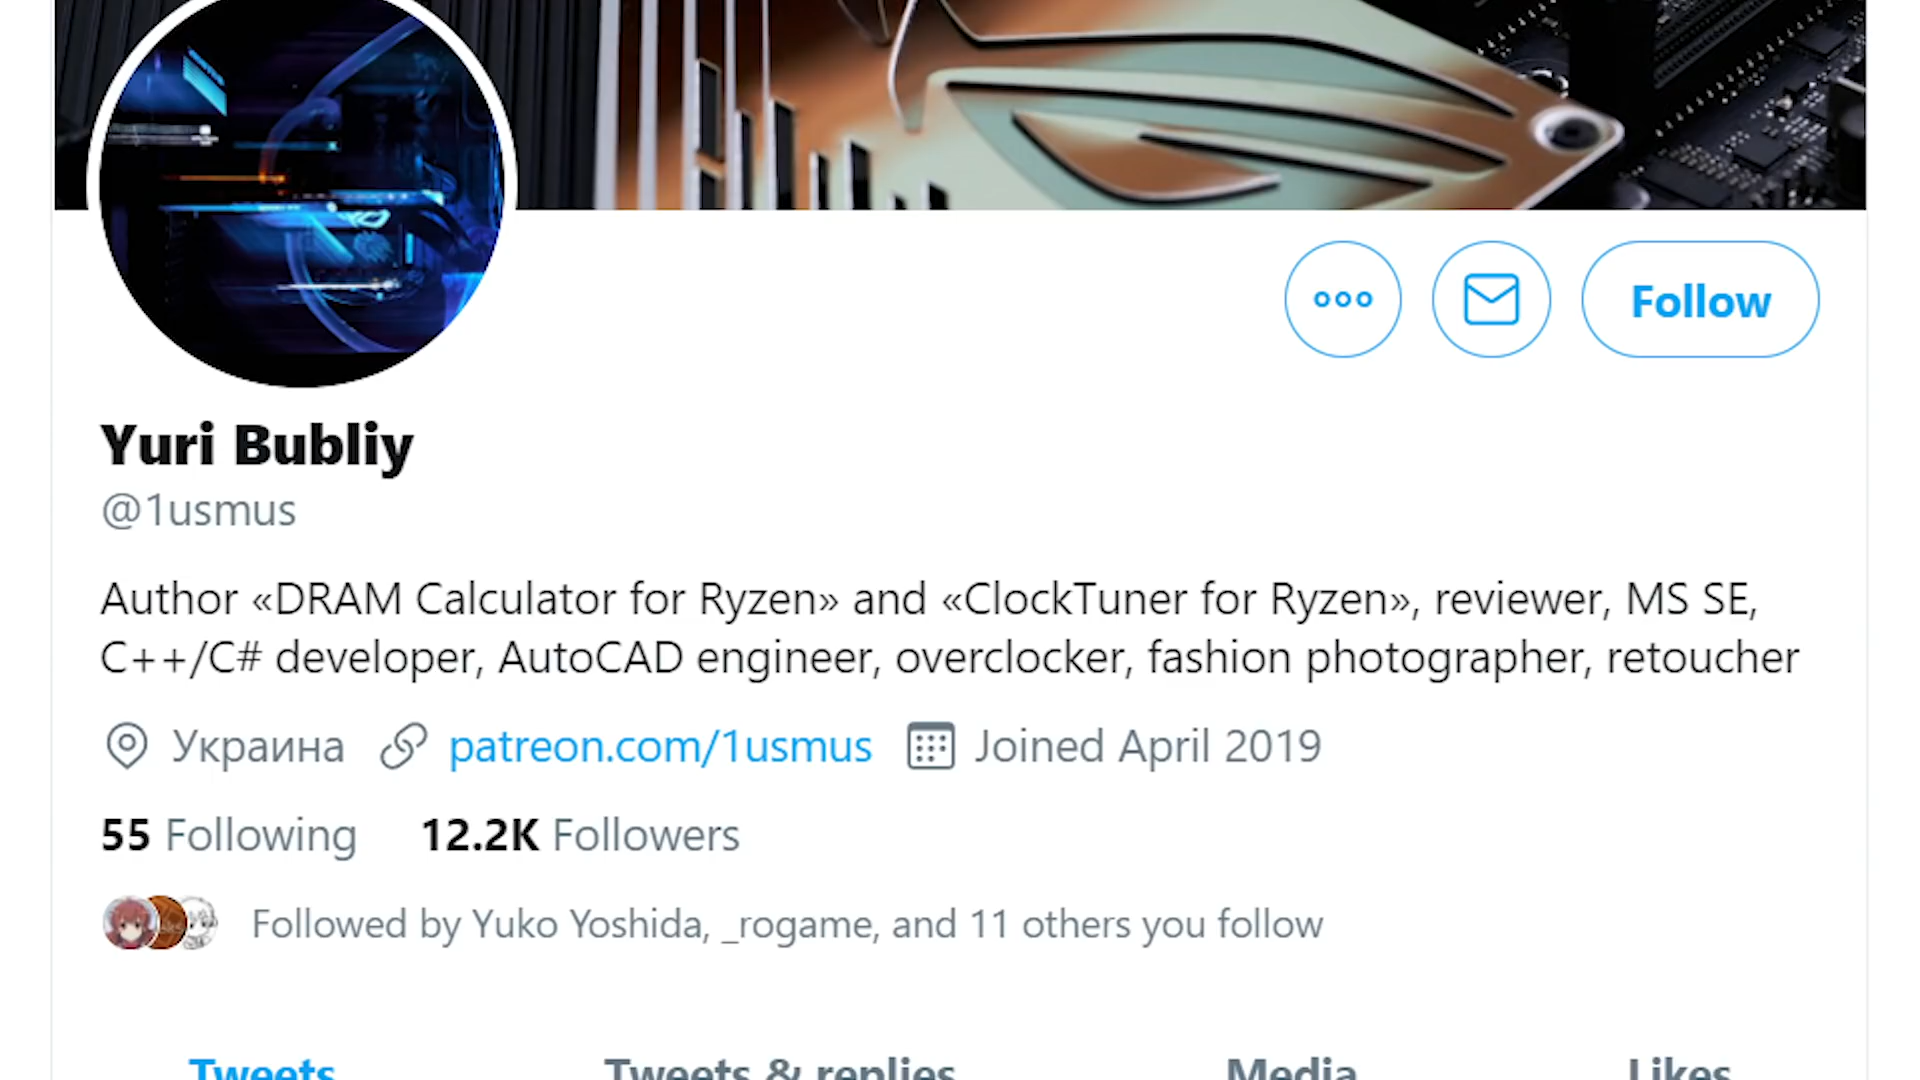 Follow
Yuri Bubliy
@1usmus
Author «DRAM Calculator for Ryzen» and «ClockTuner for Ryzen», reviewer, MS SE,
C++/C# developer, AutoCAD engineer, overclocker, fashion photographer, retoucher
Украина patreon.com/1usmus Joined April 2019
55 Following 12.2K Followers
Followed by Yuko Yoshida, _rogame, and 11 others you follow
Tweets Tweets & replies Media Likes